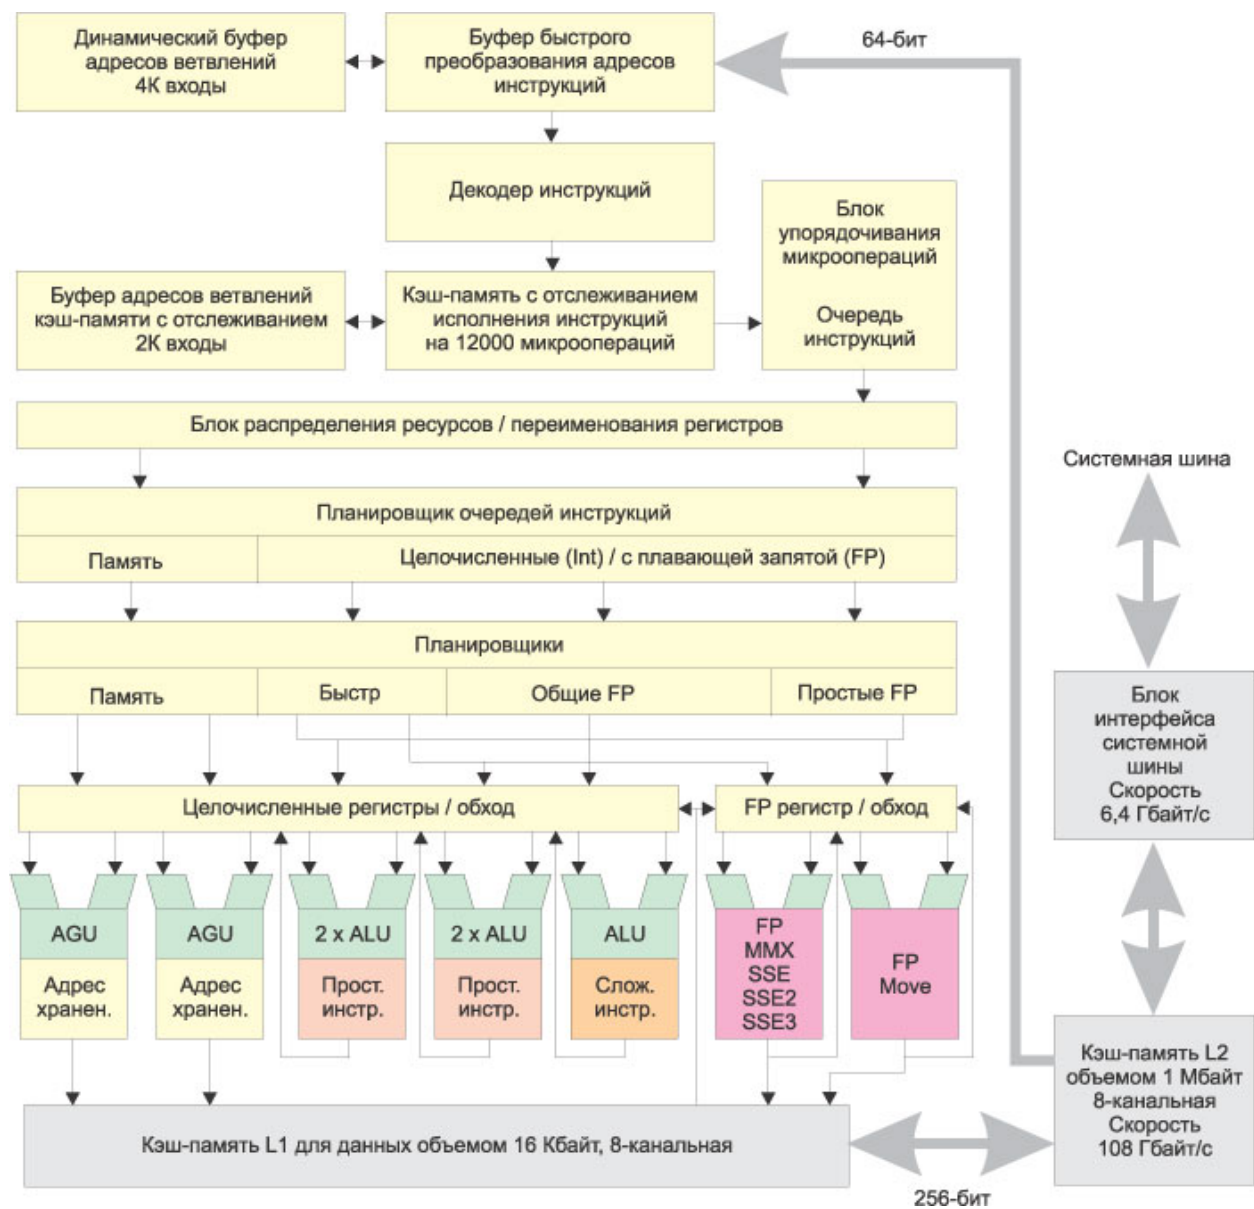 Динамический буфер
адресов ветвлений
4К входы
Буфер быстрого
преобразования адресов
инструкций
64-бит
Декодер инструкций
Блок
упорядочивания
микроопераций
Очередь
инструкций
Буфер адресов ветвлений
кэш-памяти с отслеживанием
2К входы
Кэш-память с отслеживанием
исполнения инструкций
на 12000 микроопераций
Блок распределения ресурсов / переименования регистров
Системная шина
Планировщик очередей инструкций
Память
Целочисленные (Int) / с плавающей запятой (FP)
Планировщики
Память
Быстр
Общие FP
Простые FP
Блок
интерфейса
системной
шины
Скорость
6,4 Гбайт/с
Целочисленные регистры / обход
FP регистр / обход
AGU
Адрес
хранен.
AGU
Адрес
хранен.
2 x ALU
Прост.
инстр.
2 x ALU
Прост.
инстр.
ALU
Слож.
инстр.
FP
MMX
SSE
SSE2
SSE3
FP
Move
Кэш-память L2
объемом 1 Мбайт
8-канальная
Скорость
108 Гбайт/с
Кэш-память L1 для данных объемом 16 Кбайт, 8-канальная
256-бит